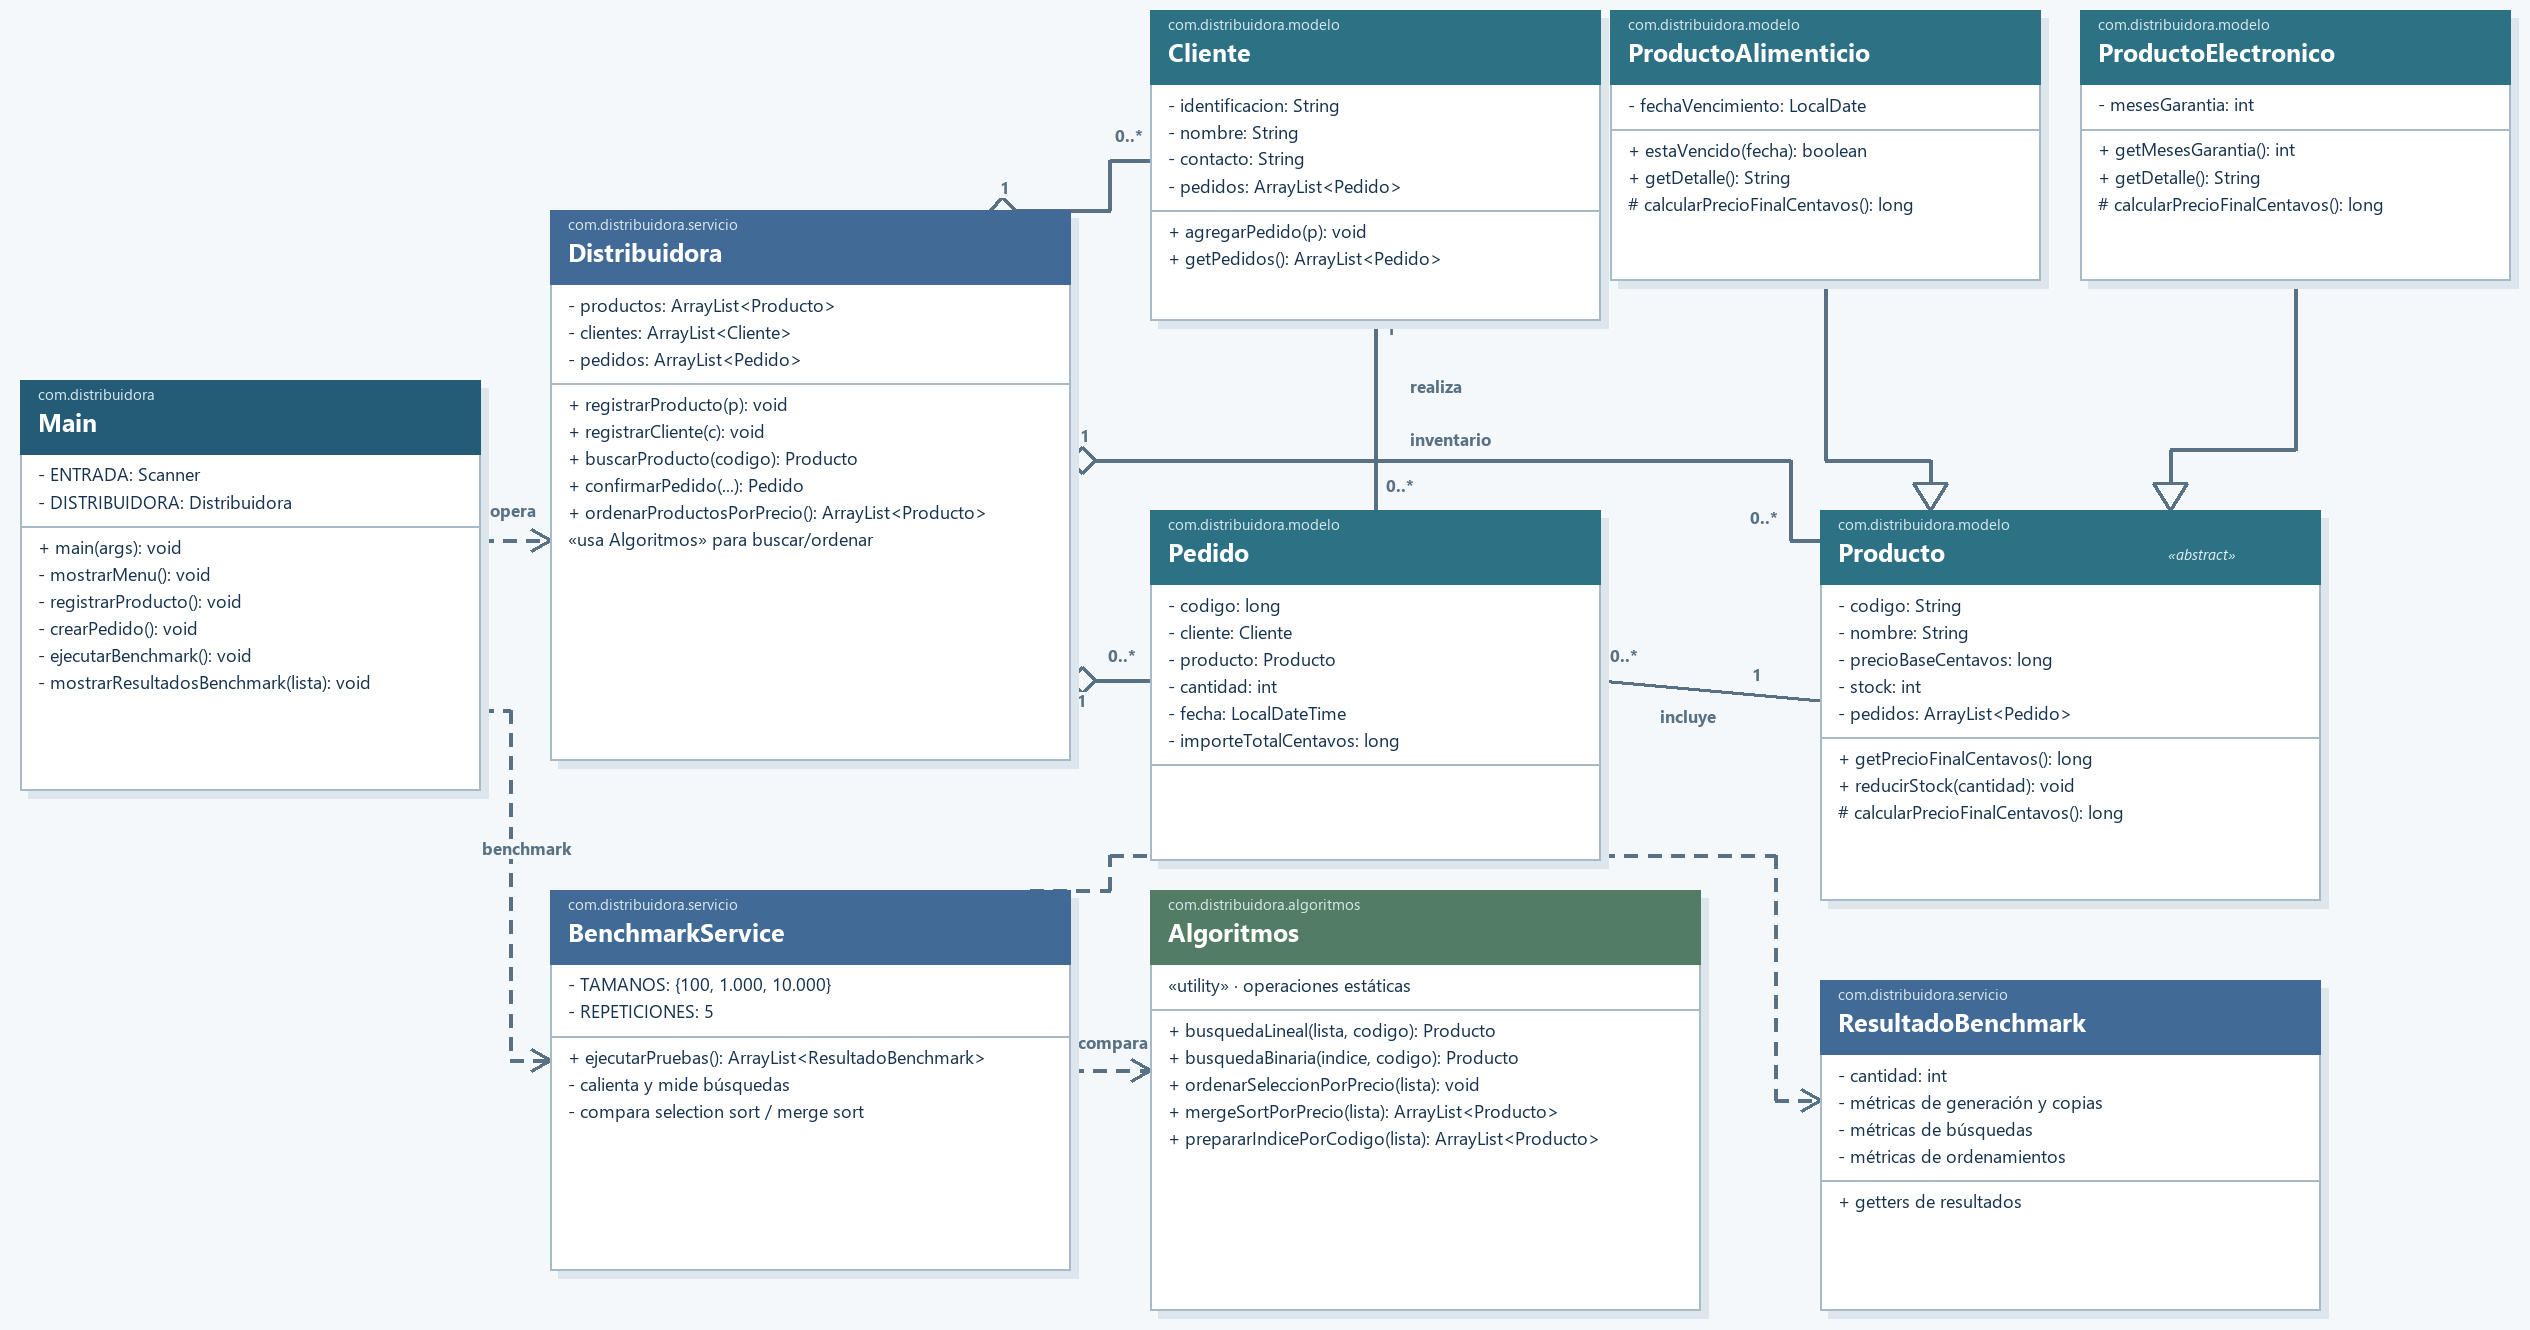 com.distribuidora.modelo
Cliente
- identificacion: String
- nombre: String
- contacto: String
- pedidos: ArrayList<Pedido>
+ agregarPedido(p): void
+ getPedidos(): ArrayList<Pedido>
com.distribuidora.modelo
ProductoAlimenticio
- fechaVencimiento: LocalDate
+ estaVencido(fecha): boolean
+ getDetalle(): String
# calcularPrecioFinalCentavos(): long
com.distribuidora.modelo
ProductoElectronico
- mesesGarantia: int
+ getMesesGarantia(): int
+ getDetalle(): String
# calcularPrecioFinalCentavos(): long
0..*
1
com.distribuidora.servicio
Distribuidora
- productos: ArrayList<Producto>
- clientes: ArrayList<Cliente>
- pedidos: ArrayList<Pedido>
+ registrarProducto(p): void
+ registrarCliente(c): void
+ buscarProducto(codigo): Producto
+ confirmarPedido(...): Pedido
+ ordenarProductosPorPrecio(): ArrayList<Producto>
«usa Algoritmos» para buscar/ordenar
com.distribuidora
Main
- ENTRADA: Scanner
- DISTRIBUIDORA: Distribuidora
+ main(args): void
- mostrarMenu(): void
- registrarProducto(): void
- crearPedido(): void
- ejecutarBenchmark(): void
- mostrarResultadosBenchmark(lista): void
opera
realiza
1
inventario
0..*
0..*
com.distribuidora.modelo
Pedido
- codigo: long
- cliente: Cliente
- producto: Producto
- cantidad: int
- fecha: LocalDateTime
- importeTotalCentavos: long
0..*
1
0..*
1
incluye
com.distribuidora.modelo
Producto
«abstract»
- codigo: String
- nombre: String
- precioBaseCentavos: long
- stock: int
- pedidos: ArrayList<Pedido>
+ getPrecioFinalCentavos(): long
+ reducirStock(cantidad): void
# calcularPrecioFinalCentavos(): long
benchmark
com.distribuidora.servicio
BenchmarkService
- TAMANOS: {100, 1.000, 10.000}
- REPETICIONES: 5
+ ejecutarPruebas(): ArrayList<ResultadoBenchmark>
- calienta y mide búsquedas
- compara selection sort / merge sort
compara
com.distribuidora.algoritmos
Algoritmos
«utility» · operaciones estáticas
+ busquedaLineal(lista, codigo): Producto
+ busquedaBinaria(indice, codigo): Producto
+ ordenarSeleccionPorPrecio(lista): void
+ mergeSortPorPrecio(lista): ArrayList<Producto>
+ prepararIndicePorCodigo(lista): ArrayList<Producto>
com.distribuidora.servicio
ResultadoBenchmark
- cantidad: int
- métricas de generación y copias
- métricas de búsquedas
- métricas de ordenamientos
+ getters de resultados